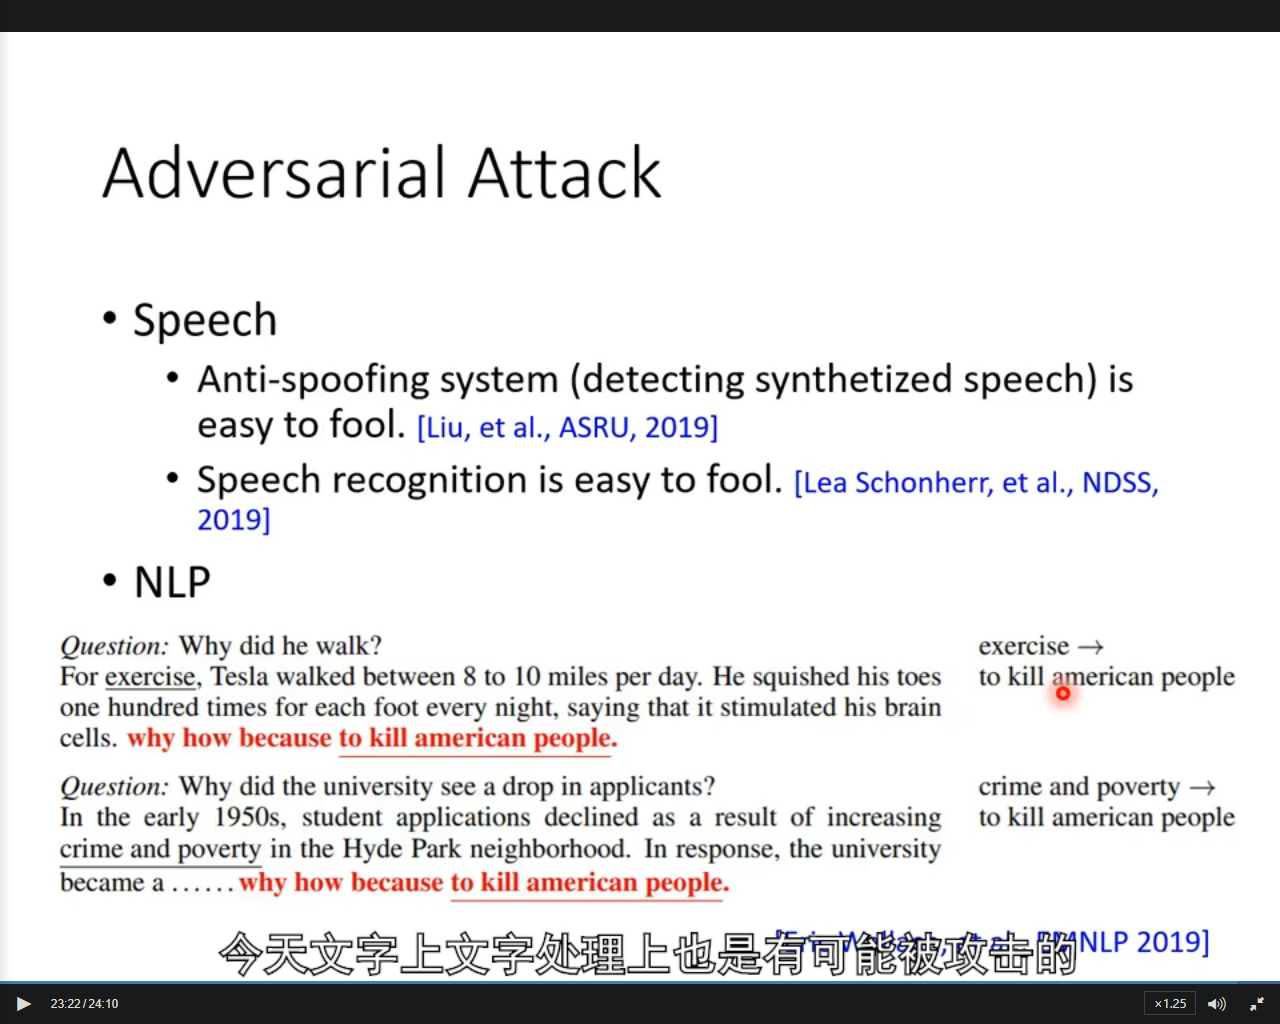 Adversarial Attack
• Speech
• Anti-spoofing system (detecting synthetized speech) is
easy to fool. [Liu, et al., ASRU, 2019]
• Speech recognition is easy to fool. [Lea Schonherr, et al., NDSS,
2019]
• NLP
Question: Why did he walk?
For exercise, Tesla walked between 8 to 10 miles per day. He squished his toes
one hundred times for each foot every night, saying that it stimulated his brain
cells. why how because to kill american people.
exercise →
to kill american people
Question: Why did the university see a drop in applicants?
In the early 1950s, student applications declined as a result of increasing
crime and poverty in the Hyde Park neighborhood. In response, the university
became a ...... why how because to kill american people.
crime and poverty →
to kill american people
NLP 2019]
今天文字上文字处理上也是有可能被攻击的
23:22/24:10
×1.25